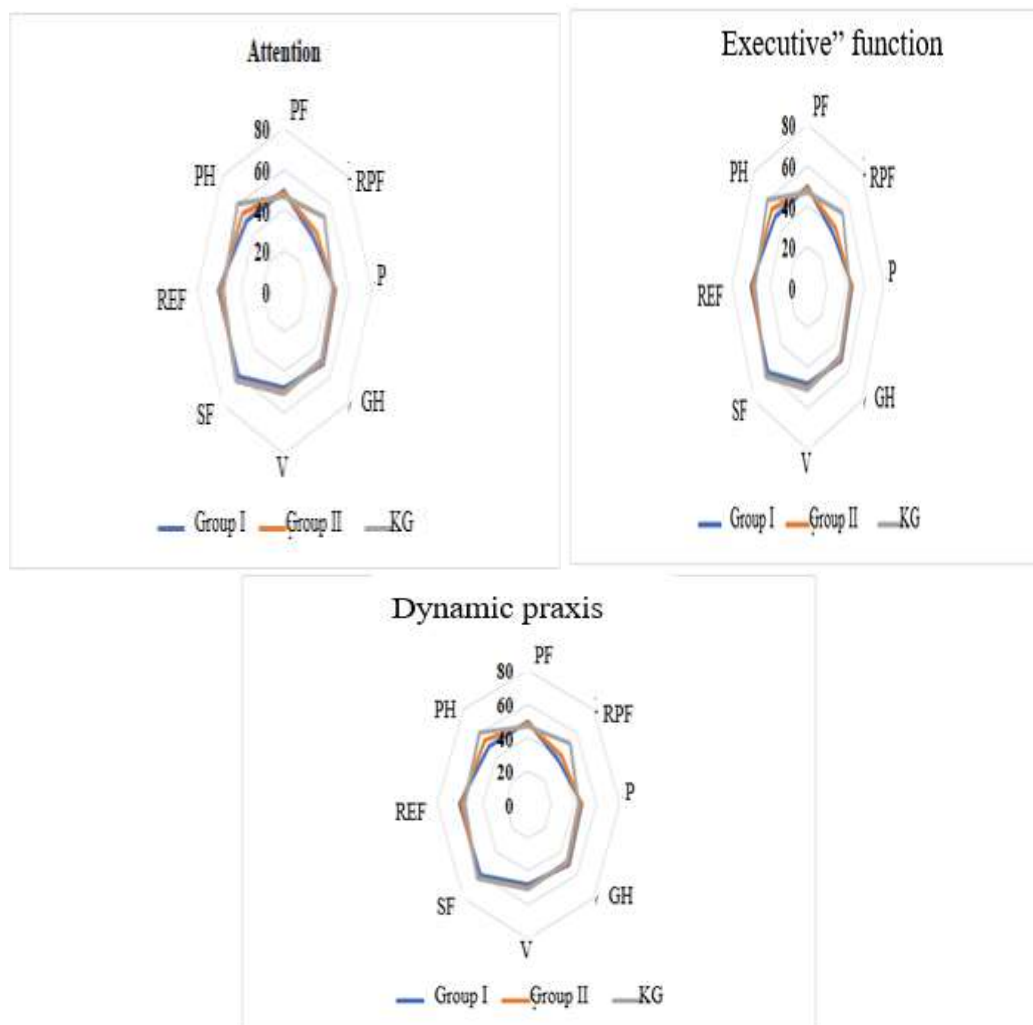 Attention
PF
80
PH
RPF
60
40
20
REF
0
P
SF
GH
V
Group I
Group II
KG
Executive” function
PF
80
PH
RPF
60
40
20
REF
0
P
SF
GH
V
Group I
Group II
KG
Dynamic praxis
PF
80
PH
RPF
60
40
20
REF
0
P
SF
GH
V
Group I
Group II
KG